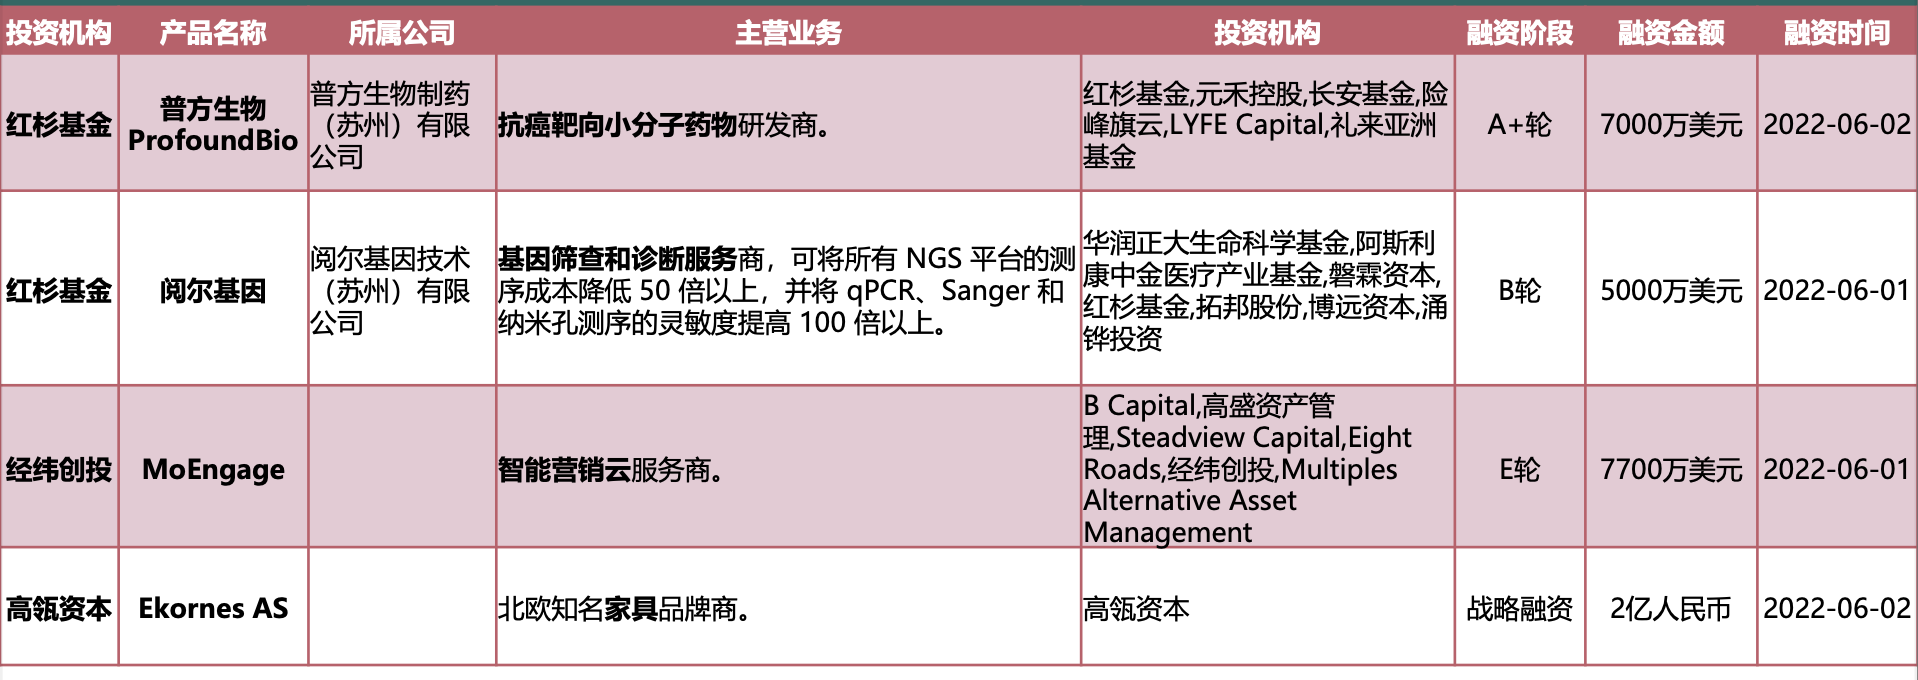 投资机构 产品名称 所属公司 主营业务 投资机构 融资阶段 融资金额 融资时间
红杉基金
普方生物
ProfoundBio
普方生物制药
（苏州）有限
公司
抗癌靶向小分子药物研发商。
红杉基金,元禾控股,长安基金,险
峰旗云,LYFE Capital,礼来亚洲
基金
A+轮
7000万美元
2022-06-02
红杉基金
阅尔基因
阅尔基因技术
（苏州）有限
公司
基因筛查和诊断服务商，可将所有 NGS 平台的测
序成本降低 50 倍以上，并将 qPCR、Sanger 和
纳米孔测序的灵敏度提高 100 倍以上。
华润正大生命科学基金,阿斯利
康中金医疗产业基金,磐霖资本,
红杉基金,拓邦股份,博远资本,涌
铧投资
B轮
5000万美元
2022-06-01
经纬创投
MoEngage
智能营销云服务商。
B Capital,高盛资产管
理,Steadview Capital,Eight
Roads,经纬创投,Multiples
Alternative Asset
Management
E轮
7700万美元
2022-06-01
高瓴资本
Ekornes AS
北欧知名家具品牌商。
高瓴资本
战略融资
2亿人民币
2022-06-02